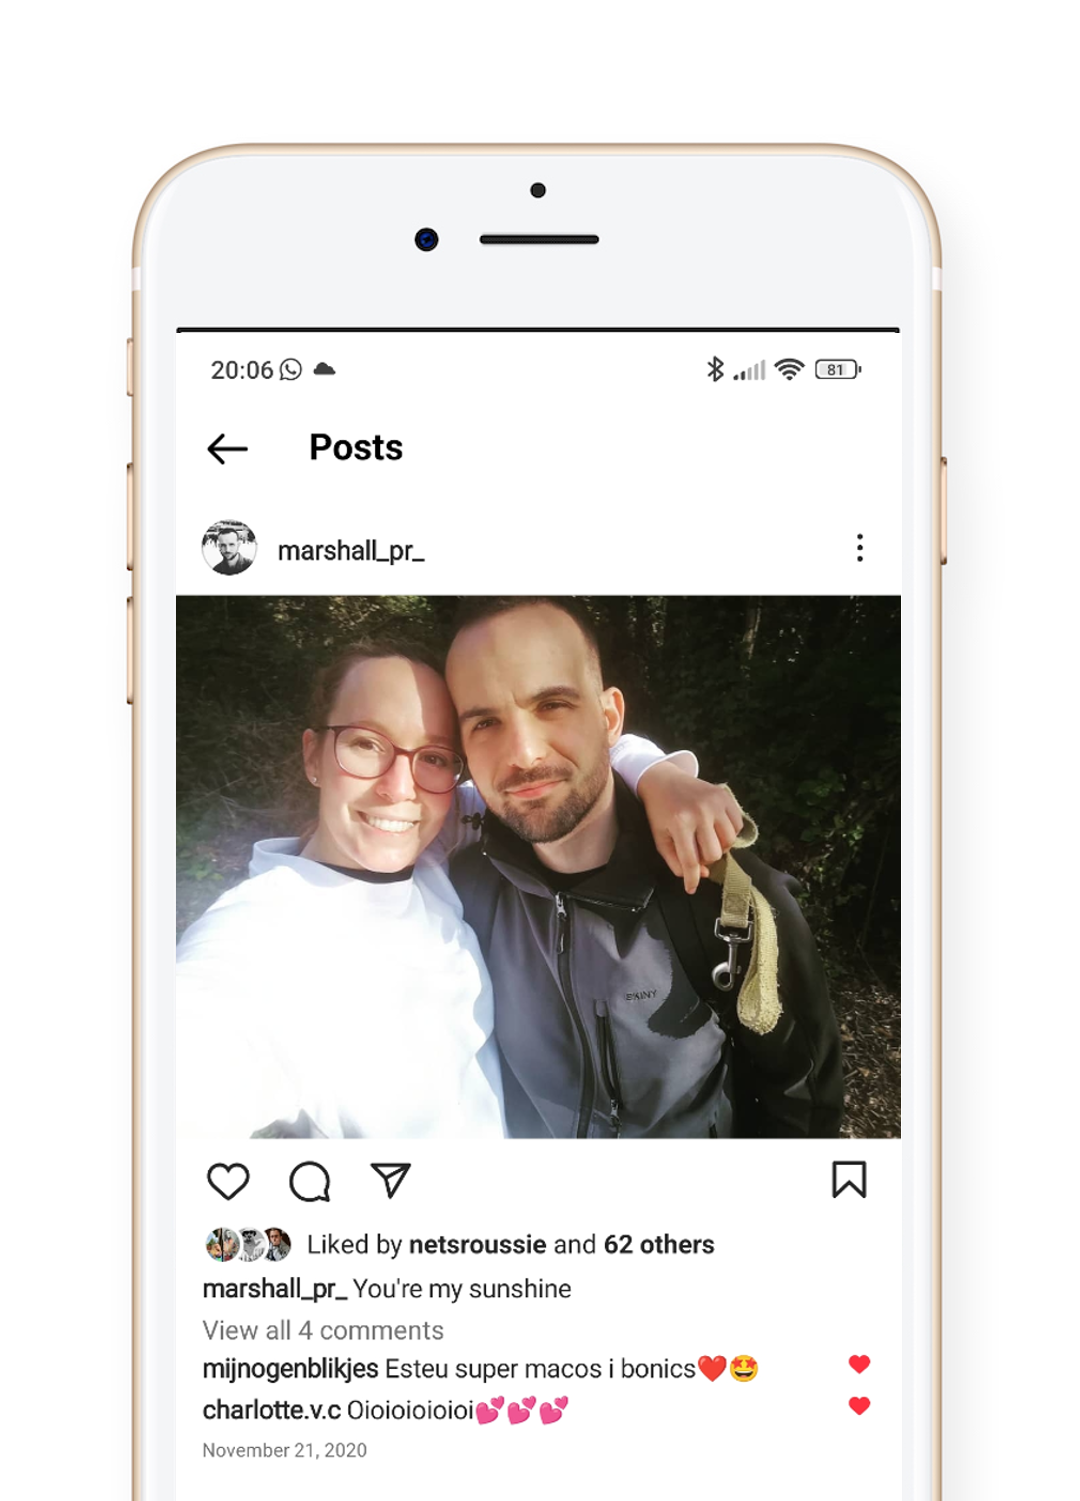 20:06
81
Posts
marshall_pr_
EKINY
Liked by netsroussie and 62 others
marshall_pr_ You're my sunshine
View all 4 comments
mijnogenblikjes Esteu super macos i bonics❤️🤩
charlotte.v.c Oioioioioioi💕💕💕
November 21, 2020